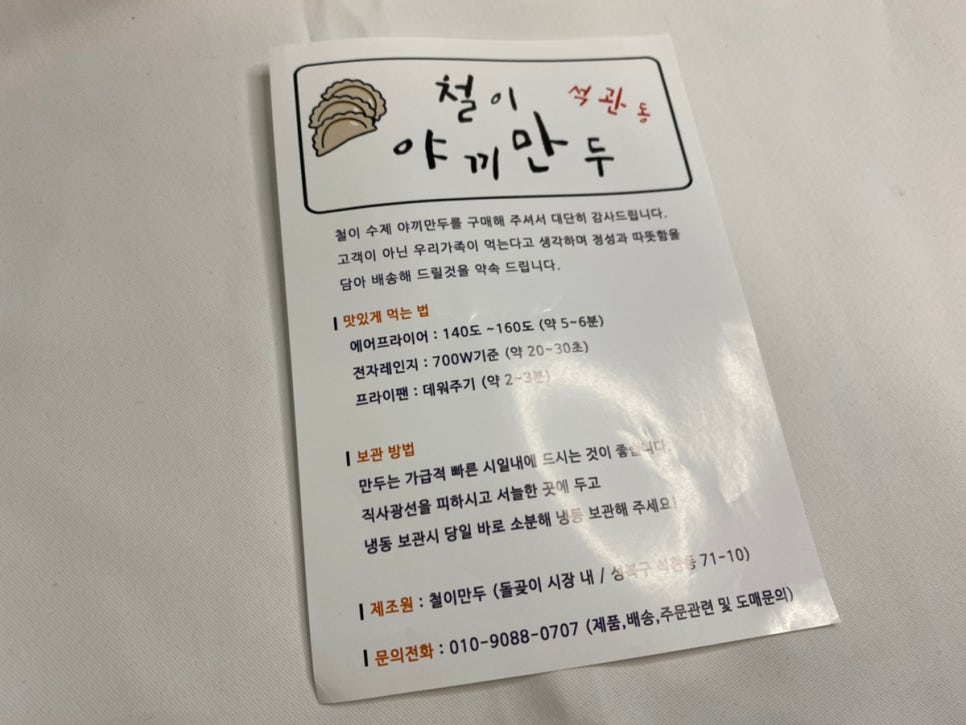 철이 석관동
야끼만두
철이 수제 야끼만두를 구매해 주셔서 대단히 감사드립니다.
고객이 아닌 우리가족이 먹는다고 생각하며 정성과 따뜻함을
담아 배송해 드릴것을 약속 드립니다.
맛있게 먹는 법
에어프라이어 : 140도 ~160도 (약 5~6분)
전자레인지 : 700W기준 (약 20~30초)
프라이팬 : 데워주기 (약 2~3분)
보관 방법
만두는 가급적 빠른 시일내에 드시는 것이 좋습니다.
직사광선을 피하시고 서늘한 곳에 두고
냉동 보관시 당일 바로 소분해 냉동 보관해 주세요!
제조원 : 철이만두 (돌곶이 시장 내 / 성북구 석관동 71-10)
문의전화 : 010-9088-0707 (제품,배송,주문관련 및 도매문의)